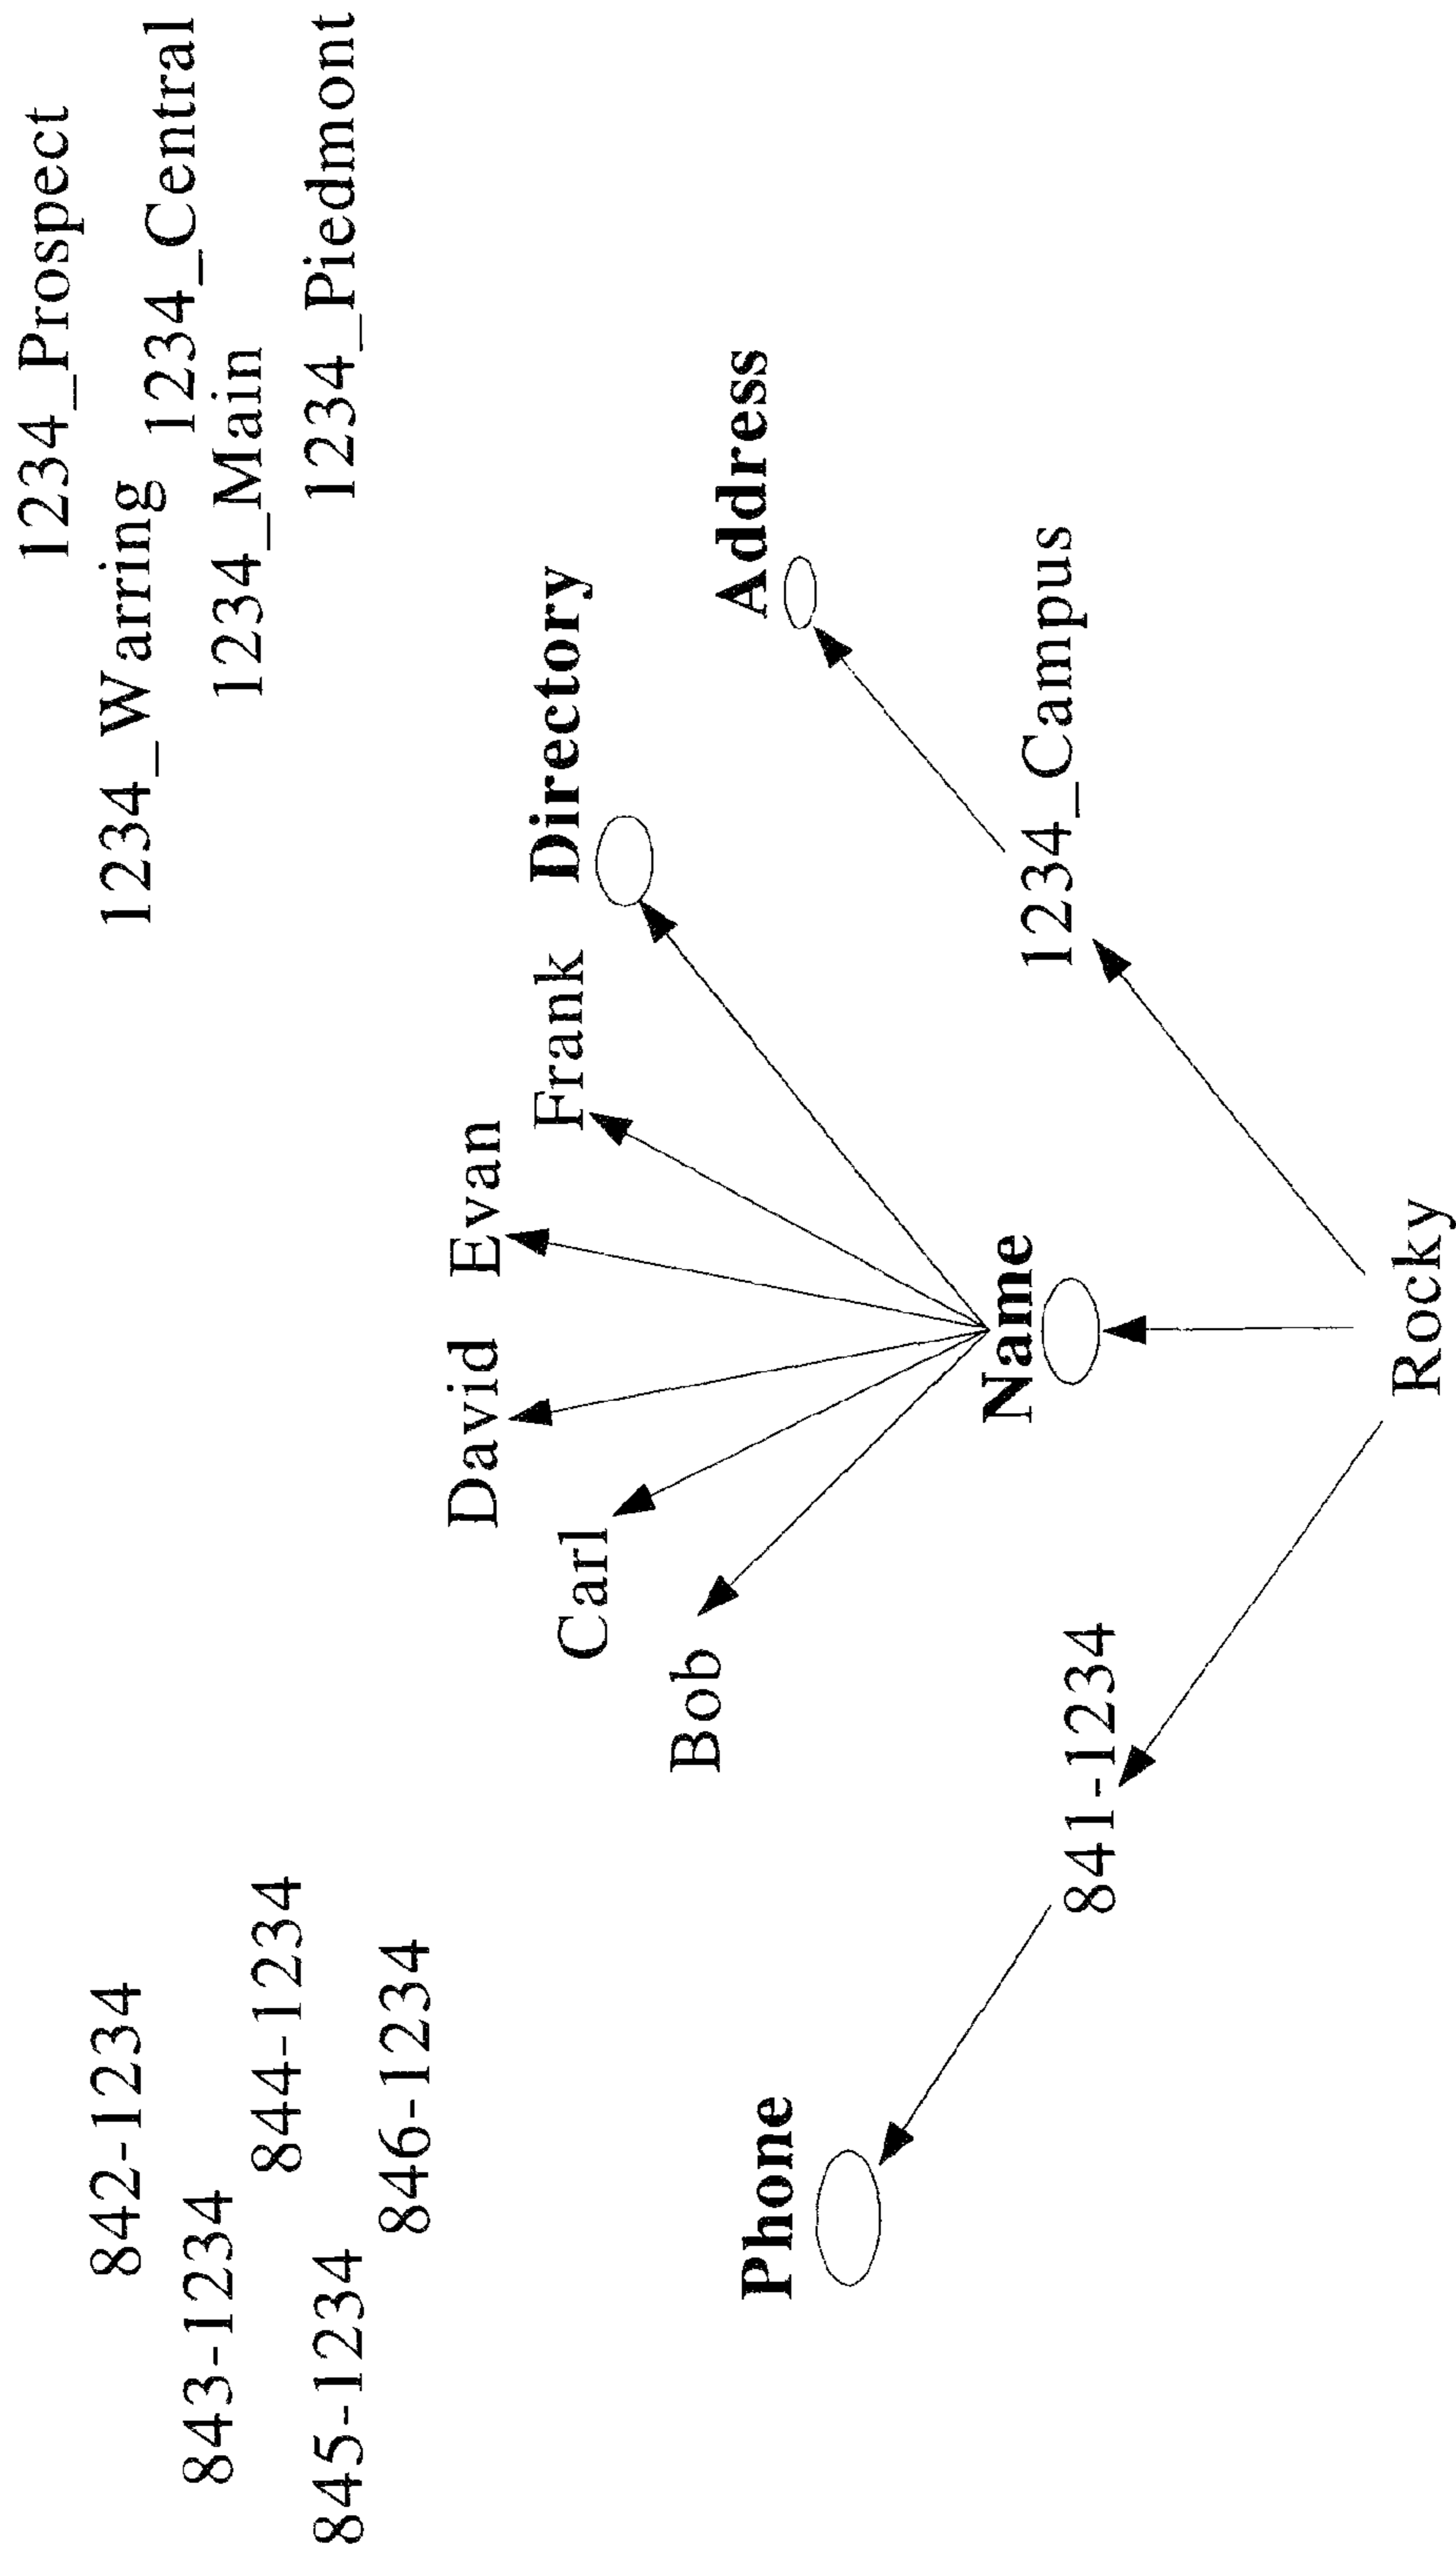 842-1234
843-1234
844-1234
845-1234
846-1234
1234_Prospect
1234_Warring
1234_Central
1234_Main
1234_Piedmont
David
Evan
Carl
Frank
Directory
Bob
Phone
Address
Name
841-1234
1234_Campus
Rocky